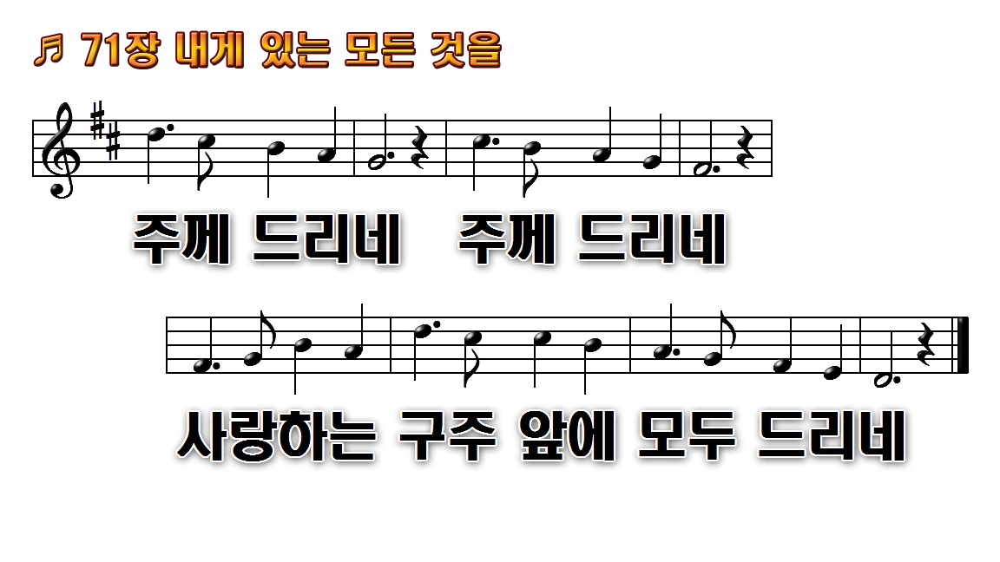 71장 내게 있는 모든 것을
주께 드리네 주께 드리네
사랑하는 구주 앞에 모두 드리네